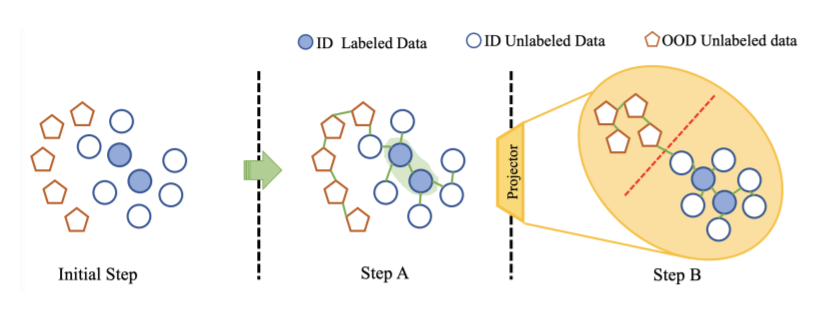 ID Labeled Data
ID Unlabeled Data
OOD Unlabeled data
Projector
Initial Step
Step A
Step B